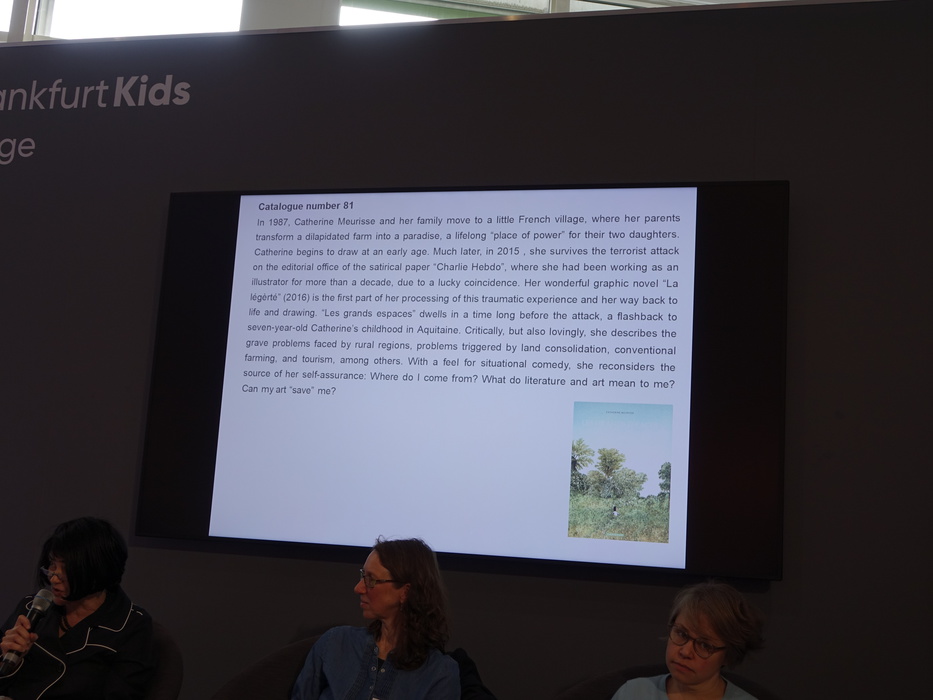 ankfurt Kids
ge
Catalogue number 81
In 1987, Catherine Meurisse and her family move to a little French village, where her parents
transform a dilapidated farm into a paradise, a lifelong “place of power” for their two daughters.
Catherine begins to draw at an early age. Much later, in 2015 , she survives the terrorist attack
on the editorial office of the satirical paper “Charlie Hebdo”, where she had been working as an
illustrator for more than a decade, due to a lucky coincidence. Her wonderful graphic novel “La
légèrté” (2016) is the first part of her processing of this traumatic experience and her way back to
life and drawing. “Les grands espaces” dwells in a time long before the attack, a flashback to
seven-year-old Catherine’s childhood in Aquitaine. Critically, but also lovingly, she describes the
grave problems faced by rural regions, problems triggered by land consolidation, conventional
farming, and tourism, among others. With a feel for situational comedy, she reconsiders the
source of her self-assurance: Where do I come from? What do literature and art mean to me?
Can my art “save” me?